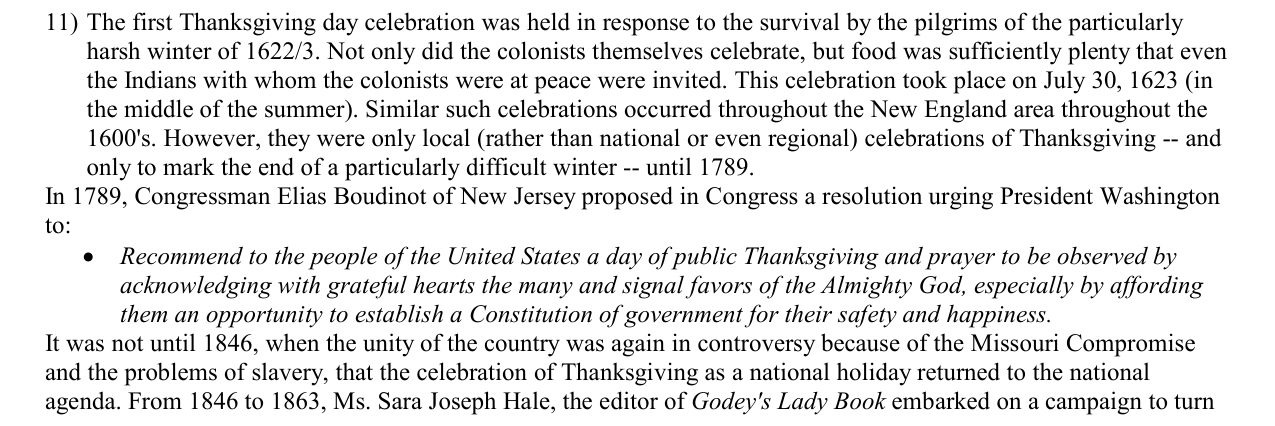 11) The first Thanksgiving day celebration was held in response to the survival by the pilgrims of the particularly
harsh winter of 1622/3. Not only did the colonists themselves celebrate, but food was sufficiently plenty that even
the Indians with whom the colonists were at peace were invited. This celebration took place on July 30, 1623 (in
the middle of the summer). Similar such celebrations occurred throughout the New England area throughout the
1600's. However, they were only local (rather than national or even regional) celebrations of Thanksgiving -- and
only to mark the end of a particularly difficult winter -- until 1789.
In 1789, Congressman Elias Boudinot of New Jersey proposed in Congress a resolution urging President Washington
to:
• Recommend to the people of the United States a day of public Thanksgiving and prayer to be observed by
acknowledging with grateful hearts the many and signal favors of the Almighty God, especially by affording
them an opportunity to establish a Constitution of government for their safety and happiness.
It was not until 1846, when the unity of the country was again in controversy because of the Missouri Compromise
and the problems of slavery, that the celebration of Thanksgiving as a national holiday returned to the national
agenda. From 1846 to 1863, Ms. Sara Joseph Hale, the editor of Godey's Lady Book embarked on a campaign to turn